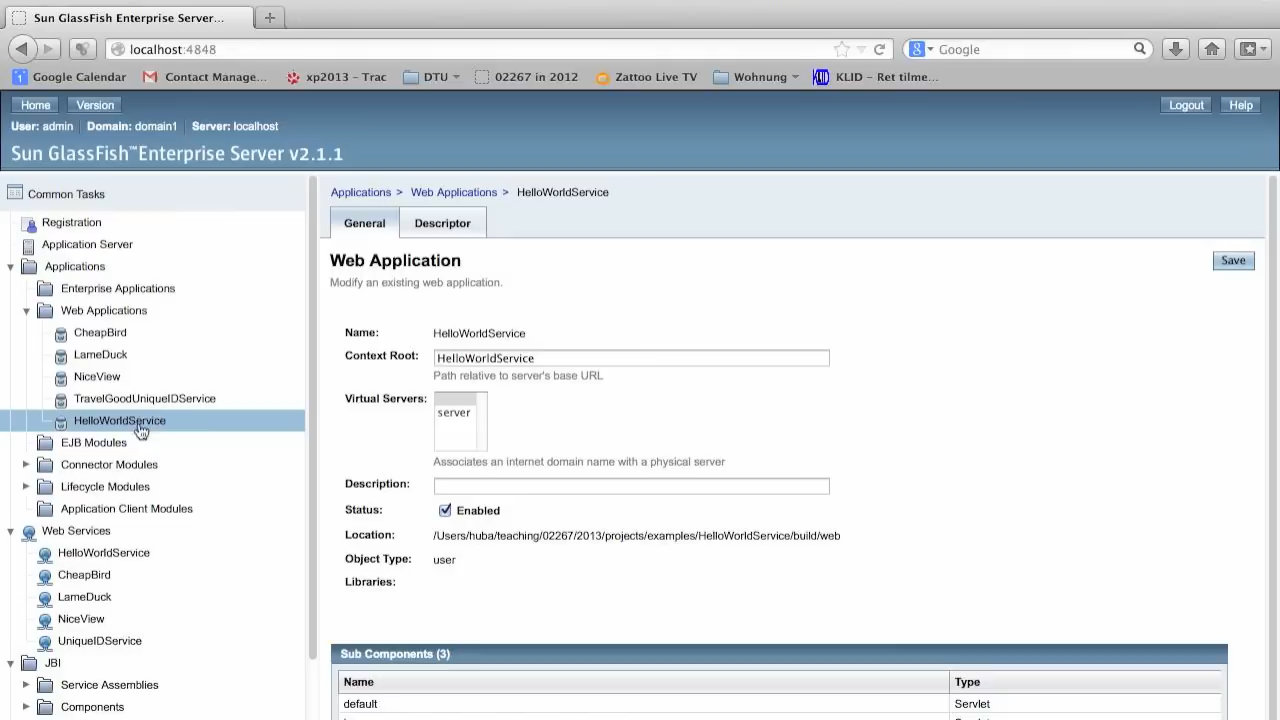 Sun GlassFish Enterprise Server...
localhost:4848
Google
Google Calendar
Contact Manage...
xp2013 – Trac
DTU
02267 in 2012
Zattoo Live TV
Wohnung
KLID – Ret tilme...
Home
Version
Logout
Help
User: admin
Domain: domain1
Server: localhost
Sun GlassFish™ Enterprise Server v2.1.1
Common Tasks
Registration
Application Server
Applications
Enterprise Applications
Web Applications
CheapBird
LameDuck
NiceView
TravelGoodUniqueIDService
HelloWorldService
EJB Modules
Connector Modules
Lifecycle Modules
Application Client Modules
Web Services
HelloWorldService
CheapBird
LameDuck
NiceView
UniqueIDService
JBI
Service Assemblies
Components
Applications > Web Applications > HelloWorldService
General
Descriptor
Web Application
Save
Modify an existing web application.
Name: HelloWorldService
Context Root: HelloWorldService
Path relative to server's base URL
Virtual Servers:
server
Associates an internet domain name with a physical server
Description:
Status: Enabled
Location: /Users/huba/teaching/02267/2013/projects/examples/HelloWorldService/build/web
Object Type: user
Libraries:
Sub Components (3)
Name Type
default Servlet